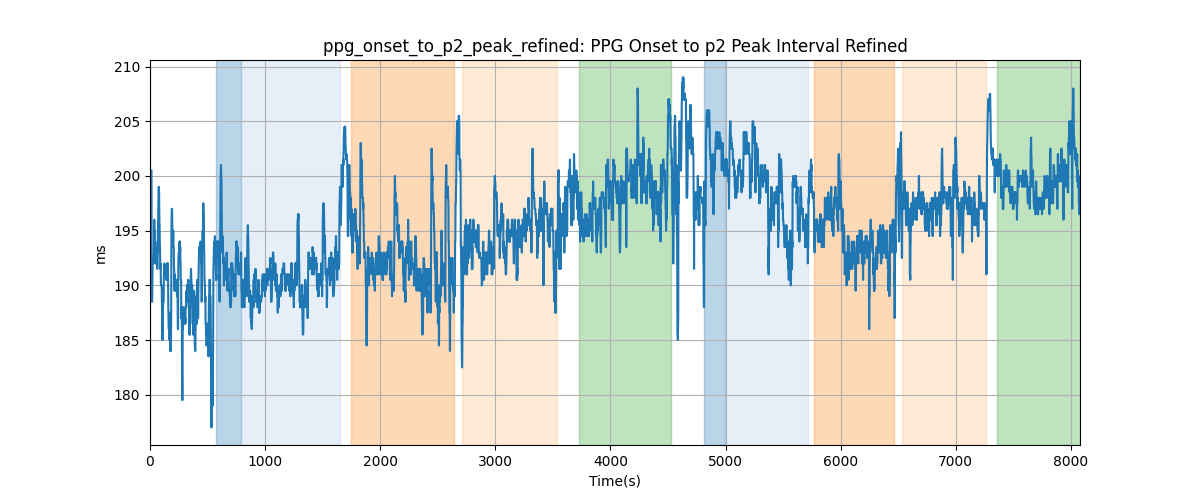 ppg_onset_to_p2_peak_refined: PPG Onset to p2 Peak Interval Refined
210
205
200
195
190
185
180
ms
0 1000 2000 3000 4000 5000 6000 7000 8000
Time(s)